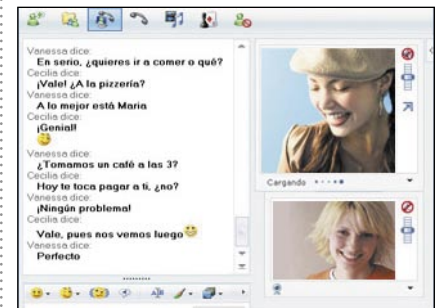 Vanessa dice:
En serio, ¿quieres ir a comer o qué?
Cecilia dice:
¡Vale! ¿A la pizzería?
Vanessa dice:
A lo mejor está Maria
Cecilia dice:
¡Genial!
Vanessa dice:
¿Tomamos un café a las 3?
Cecilia dice:
Hoy te toca pagar a ti, ¿no?
Vanessa dice:
¡Ningún problema!
Cecilia dice:
Vale, pues nos vemos luego
Vanessa dice:
Perfecto
Cargando